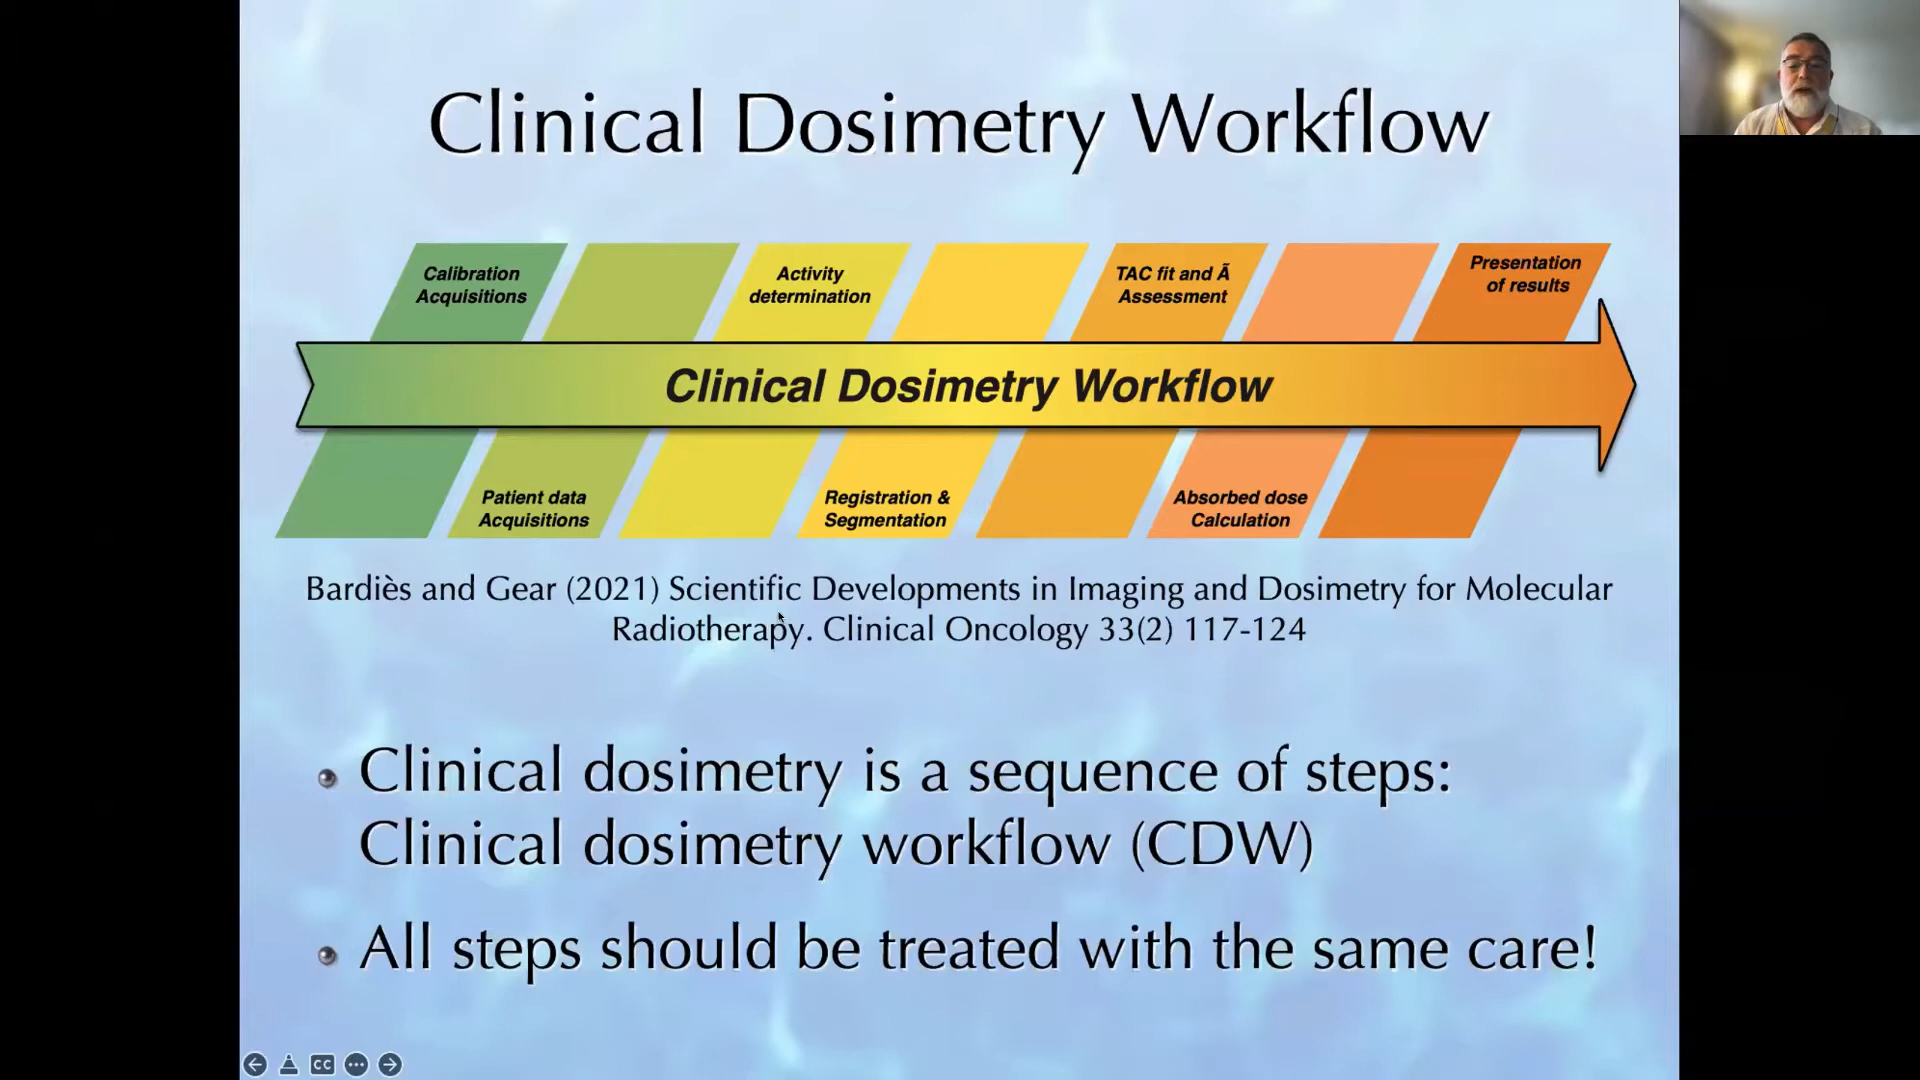 Clinical Dosimetry Workflow
Calibration
Acquisitions
Activity
determination
TAC fit and Ã
Assessment
Presentation
of results
Clinical Dosimetry Workflow
Patient data
Acquisitions
Registration &
Segmentation
Absorbed dose
Calculation
Bardiès and Gear (2021) Scientific Developments in Imaging and Dosimetry for Molecular
Radiotherapy. Clinical Oncology 33(2) 117-124
Clinical dosimetry is a sequence of steps:
Clinical dosimetry workflow (CDW)
All steps should be treated with the same care!
CC